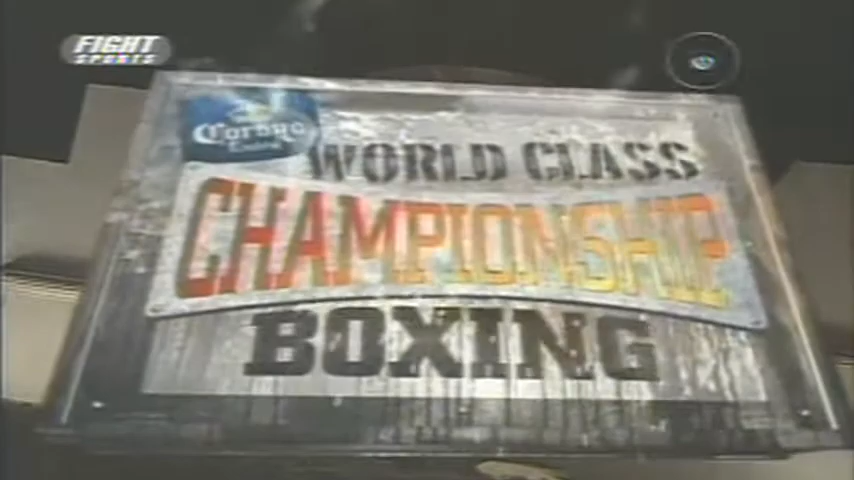 FIGHT
SPORTS
Corona
WORLD CLASS
CHAMPIONSHIP
BOXING